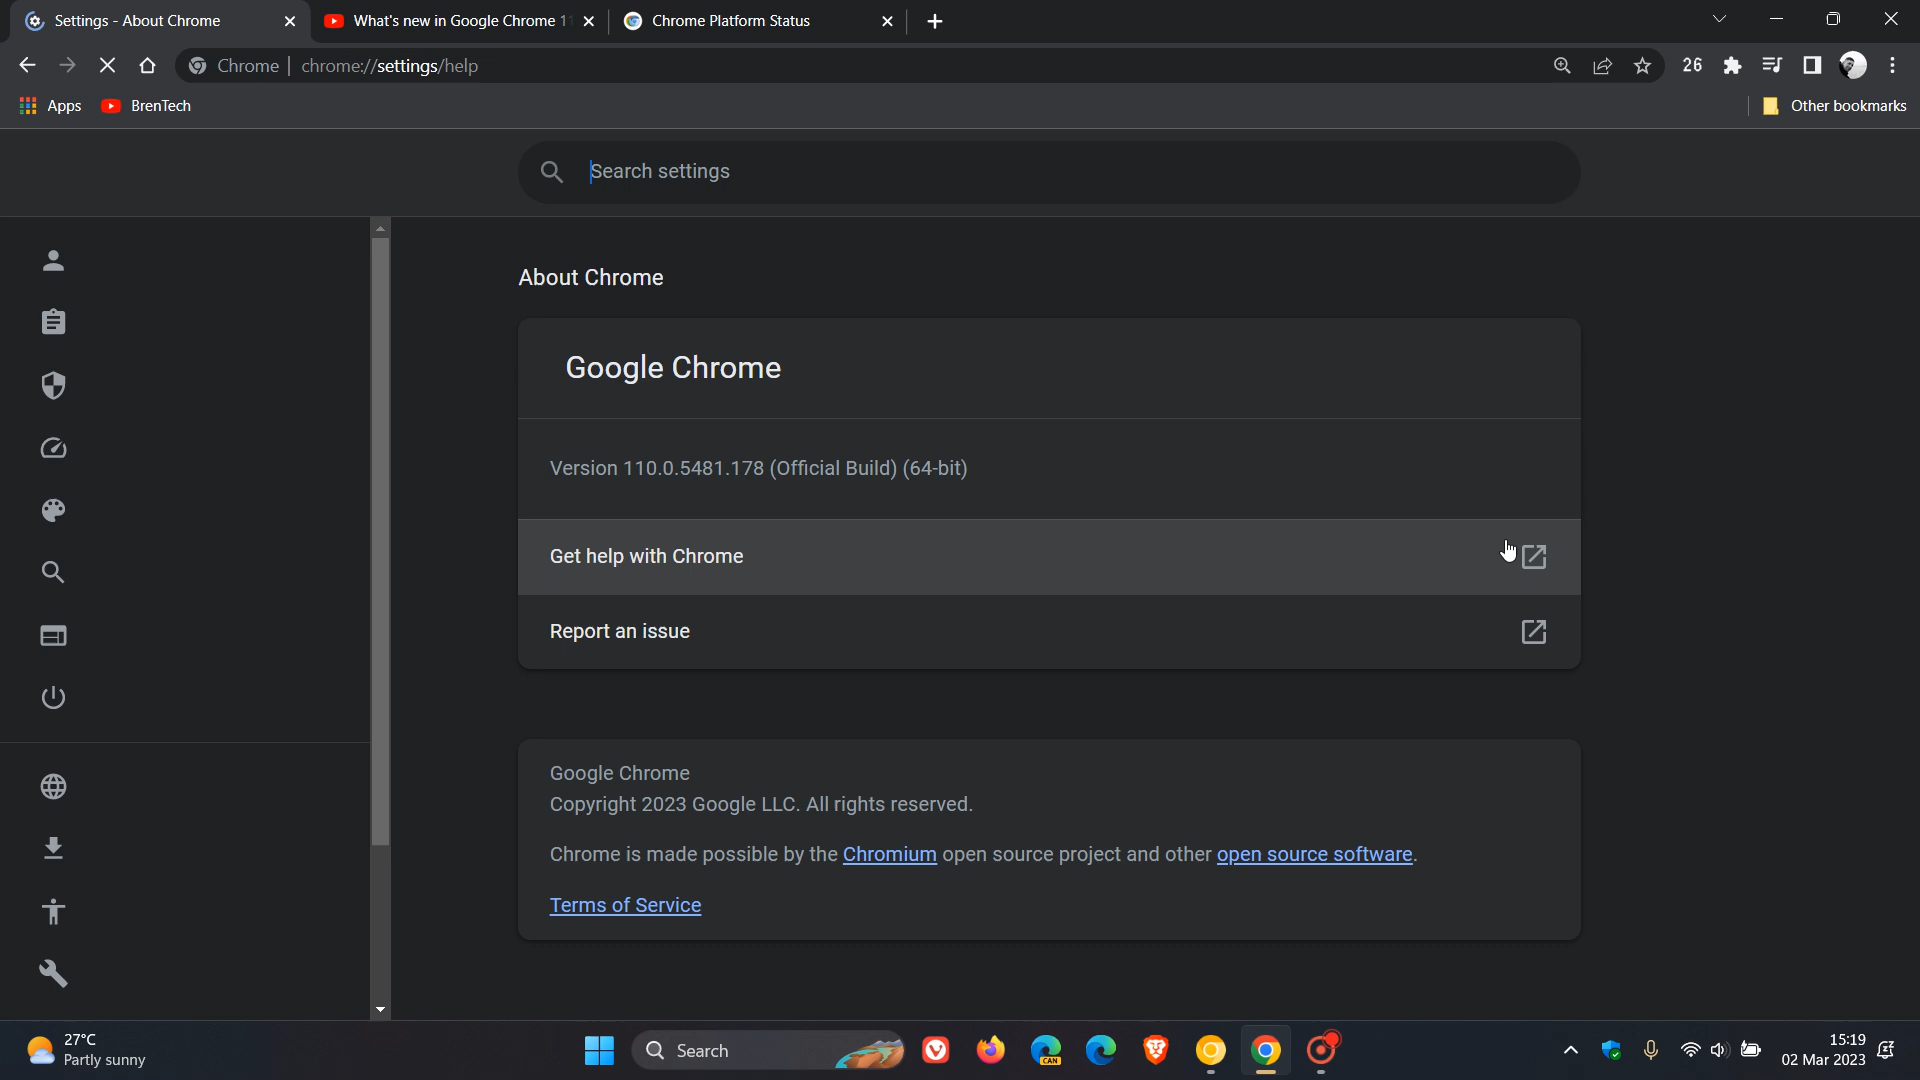 Settings - About Chrome
What's new in Google Chrome 11
Chrome Platform Status
Chrome | chrome://settings/help
26
Apps
BrenTech
Other bookmarks
Search settings
About Chrome
Google Chrome
Version 110.0.5481.178 (Official Build) (64-bit)
Get help with Chrome
Report an issue
Google Chrome
Copyright 2023 Google LLC. All rights reserved.
Chrome is made possible by the Chromium open source project and other open source software.
Terms of Service
27°C
Partly sunny
Search
CAN
15:19
02 Mar 2023